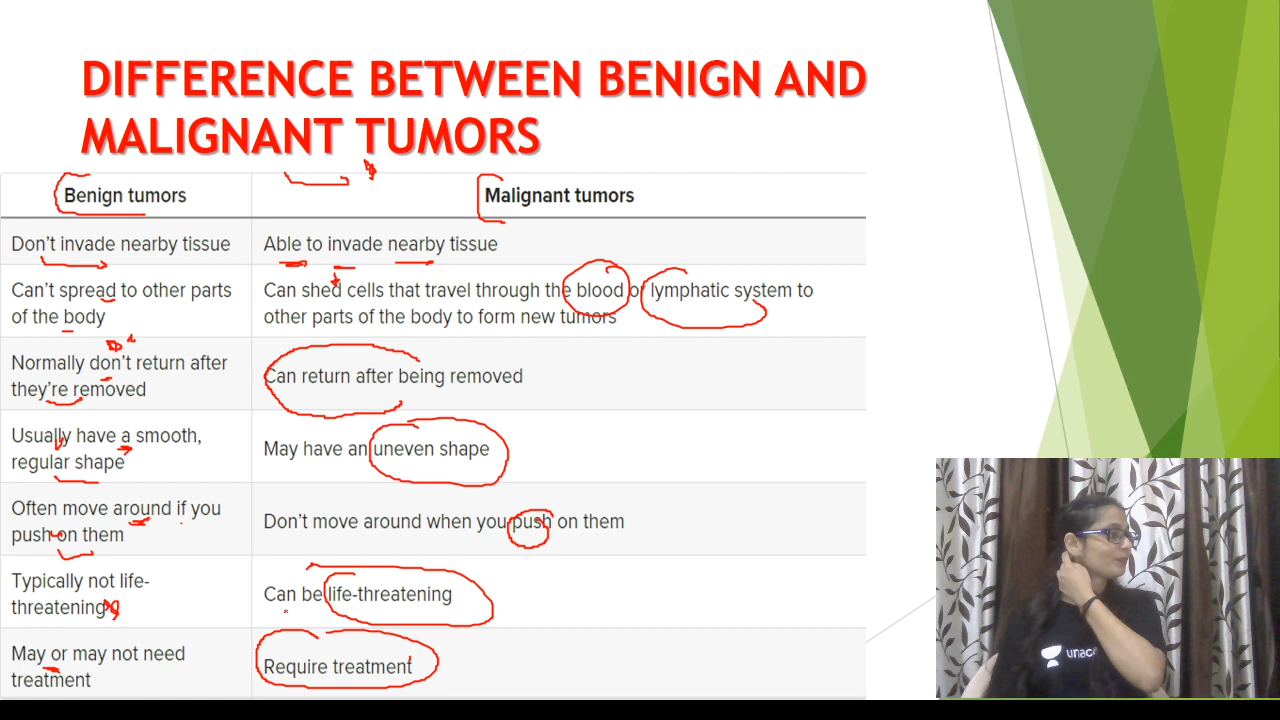 DIFFERENCE BETWEEN BENIGN AND
MALIGNANT TUMORS
Benign tumors
Malignant tumors
Don't invade nearby tissue
Able to invade nearby tissue
Can't spread to other parts
of the body
Can shed cells that travel through the blood or lymphatic system to
other parts of the body to form new tumors
Normally don't return after
they're removed
Can return after being removed
Usually have a smooth,
regular shape
May have an uneven shape
Often move around if you
push on them
Don't move around when you push on them
Typically not life-
threatening
Can be life-threatening
May or may not need
treatment
Require treatment